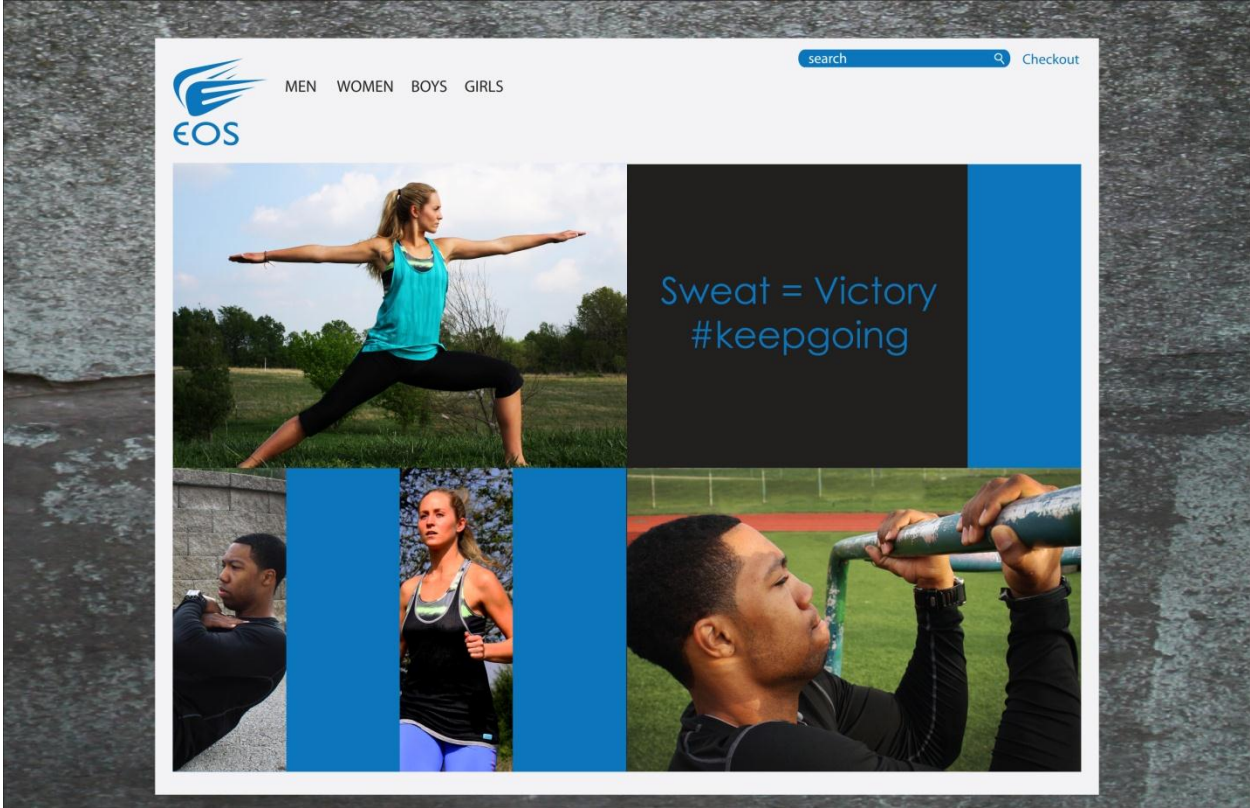 EOS
MEN WOMEN BOYS GIRLS
search
Checkout
Sweat = Victory
#keepgoing